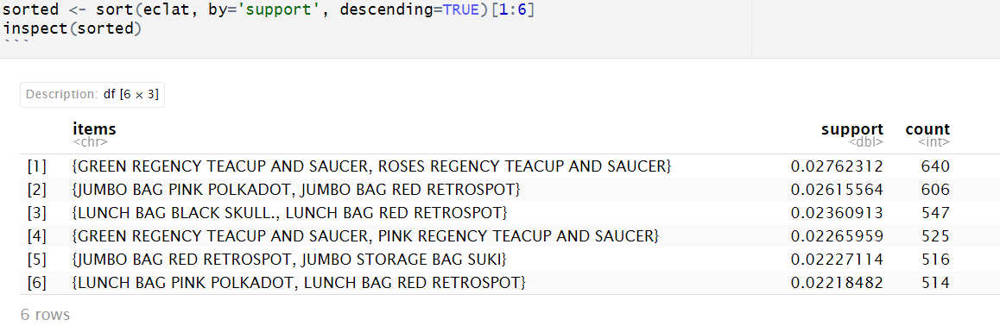 sorted <- sort(eclat, by='support', descending=TRUE)[1:6]
inspect(sorted)
```
Description: df [6 × 3]
items support count
<chr> <dbl> <int>
[1] {GREEN REGENCY TEACUP AND SAUCER, ROSES REGENCY TEACUP AND SAUCER} 0.02762312 640
[2] {JUMBO BAG PINK POLKADOT, JUMBO BAG RED RETROSPOT} 0.02615564 606
[3] {LUNCH BAG BLACK SKULL., LUNCH BAG RED RETROSPOT} 0.02360913 547
[4] {GREEN REGENCY TEACUP AND SAUCER, PINK REGENCY TEACUP AND SAUCER} 0.02265959 525
[5] {JUMBO BAG RED RETROSPOT, JUMBO STORAGE BAG SUKI} 0.02227114 516
[6] {LUNCH BAG PINK POLKADOT, LUNCH BAG RED RETROSPOT} 0.02218482 514
6 rows